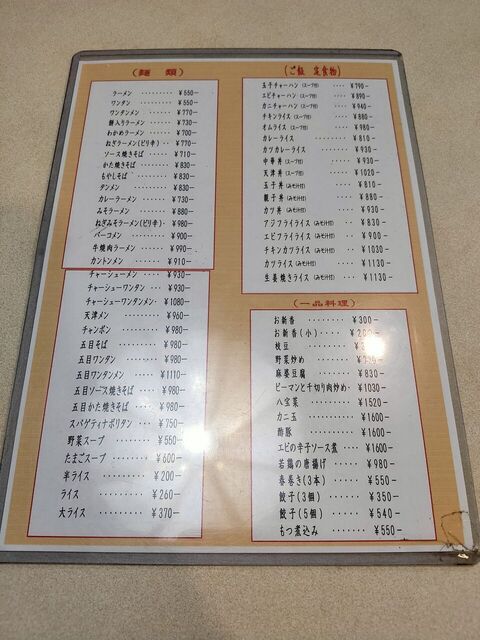 (麺 類)
ラーメン ········· ¥550−
ワンタン ········· ¥550−
ワンタンメン ····· ¥770−
餅入りラーメン ··· ¥730−
わかめラーメン ··· ¥700−
ねぎラーメン(ピリ辛) ·· ¥770−
ソース焼きそば ····· ¥710−
かた焼きそば ······ ¥830−
もやしそば ······· ¥830−
タンメン ········ ¥830−
カレーラーメン ···· ¥730−
みそラーメン ····· ¥880−
ねぎみそラーメン(ピリ辛) · ¥980−
バーコーメン ····· ¥900−
牛焼肉ラーメン ···· ¥990−
カントンメン ····· ¥910−
チャーシューメン ··· ¥930−
チャーシューワンタン · ¥930−
チャーシューワンタンメン · ¥1080−
天津メン ········ ¥960−
チャンポン ······· ¥980−
五目そば ········ ¥980−
五目ワンタン ······ ¥980−
五目ワンタンメン ···· ¥1110−
五目ソース焼きそば ··· ¥980−
五目かた焼きそば ···· ¥980−
スパゲティナポリタン ·· ¥750−
野菜スープ ······· ¥550−
たまごスープ ······ ¥600−
半ライス ········ ¥200−
ライス ········· ¥260−
大ライス ········ ¥370−
(ご飯 定食物)
玉子チャーハン(スープ付) ··· ¥790−
エビチャーハン(スープ付) ··· ¥890−
カニチャーハン(スープ付) ··· ¥940−
チキンライス(スープ付) ···· ¥880−
オムライス(スープ付) ····· ¥980−
カレーライス ········ ¥810−
カツカレーライス ······ ¥930−
中華丼(スープ付) ······ ¥930−
天津丼(スープ付) ······ ¥1020−
玉子丼(みそ汁付) ······ ¥810−
親子丼(みそ汁付) ······ ¥880−
カツ丼(みそ汁付) ······ ¥930−
アジフライライス(みそ汁付) ·· ¥830−
エビフライライス(みそ汁付) ·· ¥900−
チキンカツライス(みそ汁付) ·· ¥1030−
カツライス(みそ汁付) ····· ¥1130−
生姜焼きライス(みそ汁付) ··· ¥1130−
(一品料理)
お新香 ··········· ¥300−
お新香(小)
枝豆
野菜炒め
麻婆豆腐 ········· ¥830−
ピーマンと千切り肉炒め · ¥1030−
八宝菜 ·········· ¥1520−
カニ玉 ·········· ¥1600−
酢豚 ··········· ¥1600−
エビの辛子ソース煮 ··· ¥1600−
若鶏の唐揚げ ······ ¥980−
春巻き(3本) ······ ¥550−
餃子(3個) ······· ¥350−
餃子(5個) ······· ¥540−
もつ煮込み ······· ¥550−